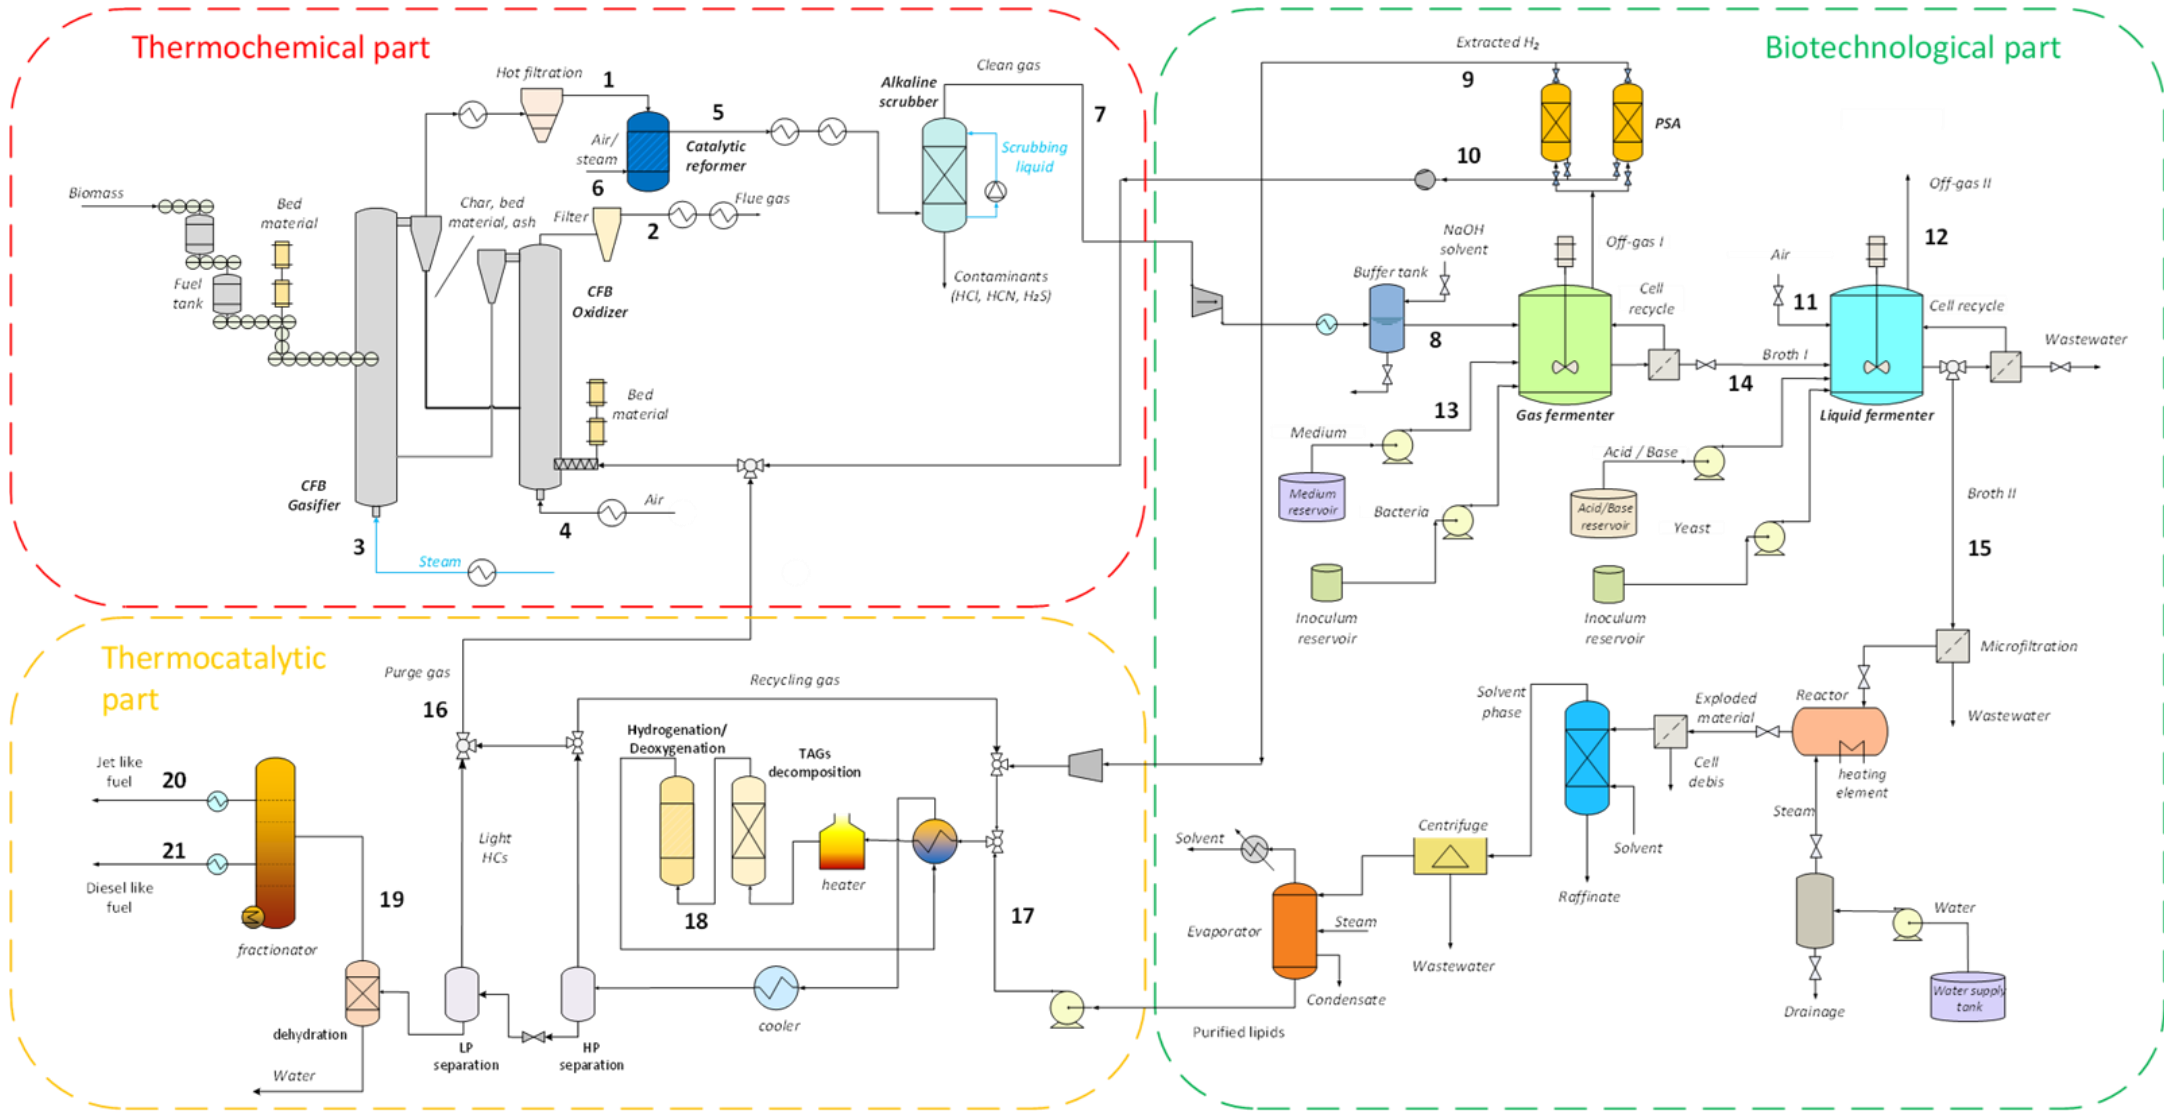 Thermochemical part
Hot filtration
1
Air/
steam
6
5
Catalytic
reformer
Alkaline
scrubber
Clean gas
7
Scrubbing
liquid
Contaminants
(HCl, HCN, H₂S)
Biomass
Fuel
tank
Bed
material
Char, bed
material, ash
Filter
2
Flue gas
CFB
Oxidizer
Bed
material
CFB
Gasifier
3
Steam
4
Air
Biotechnological part
Extracted H₂
9
PSA
10
Off-gas I
NaOH
solvent
Buffer tank
8
Cell
recycle
Gas fermenter
13
Medium
Medium
reservoir
Bacteria
Inoculum
reservoir
Broth I
14
Air
11
Off-gas II
12
Cell recycle
Wastewater
Liquid fermenter
Acid / Base
Acid/Base
reservoir
Yeast
Inoculum
reservoir
Broth II
15
Microfiltration
Wastewater
Reactor
heating
element
Exploded
material
Cell
debis
Solvent
phase
Solvent
Raffinate
Steam
Water
Water supply
tank
Drainage
Centrifuge
Wastewater
Solvent
Evaporator
Steam
Condensate
Purified lipids
Thermocatalytic
part
Purge gas
16
Recycling gas
Hydrogenation/
Deoxygenation
TAGs
decomposition
18
heater
17
Light
HCs
Jet like
fuel
20
21
Diesel like
fuel
fractionator
19
dehydration
Water
LP
separation
HP
separation
cooler